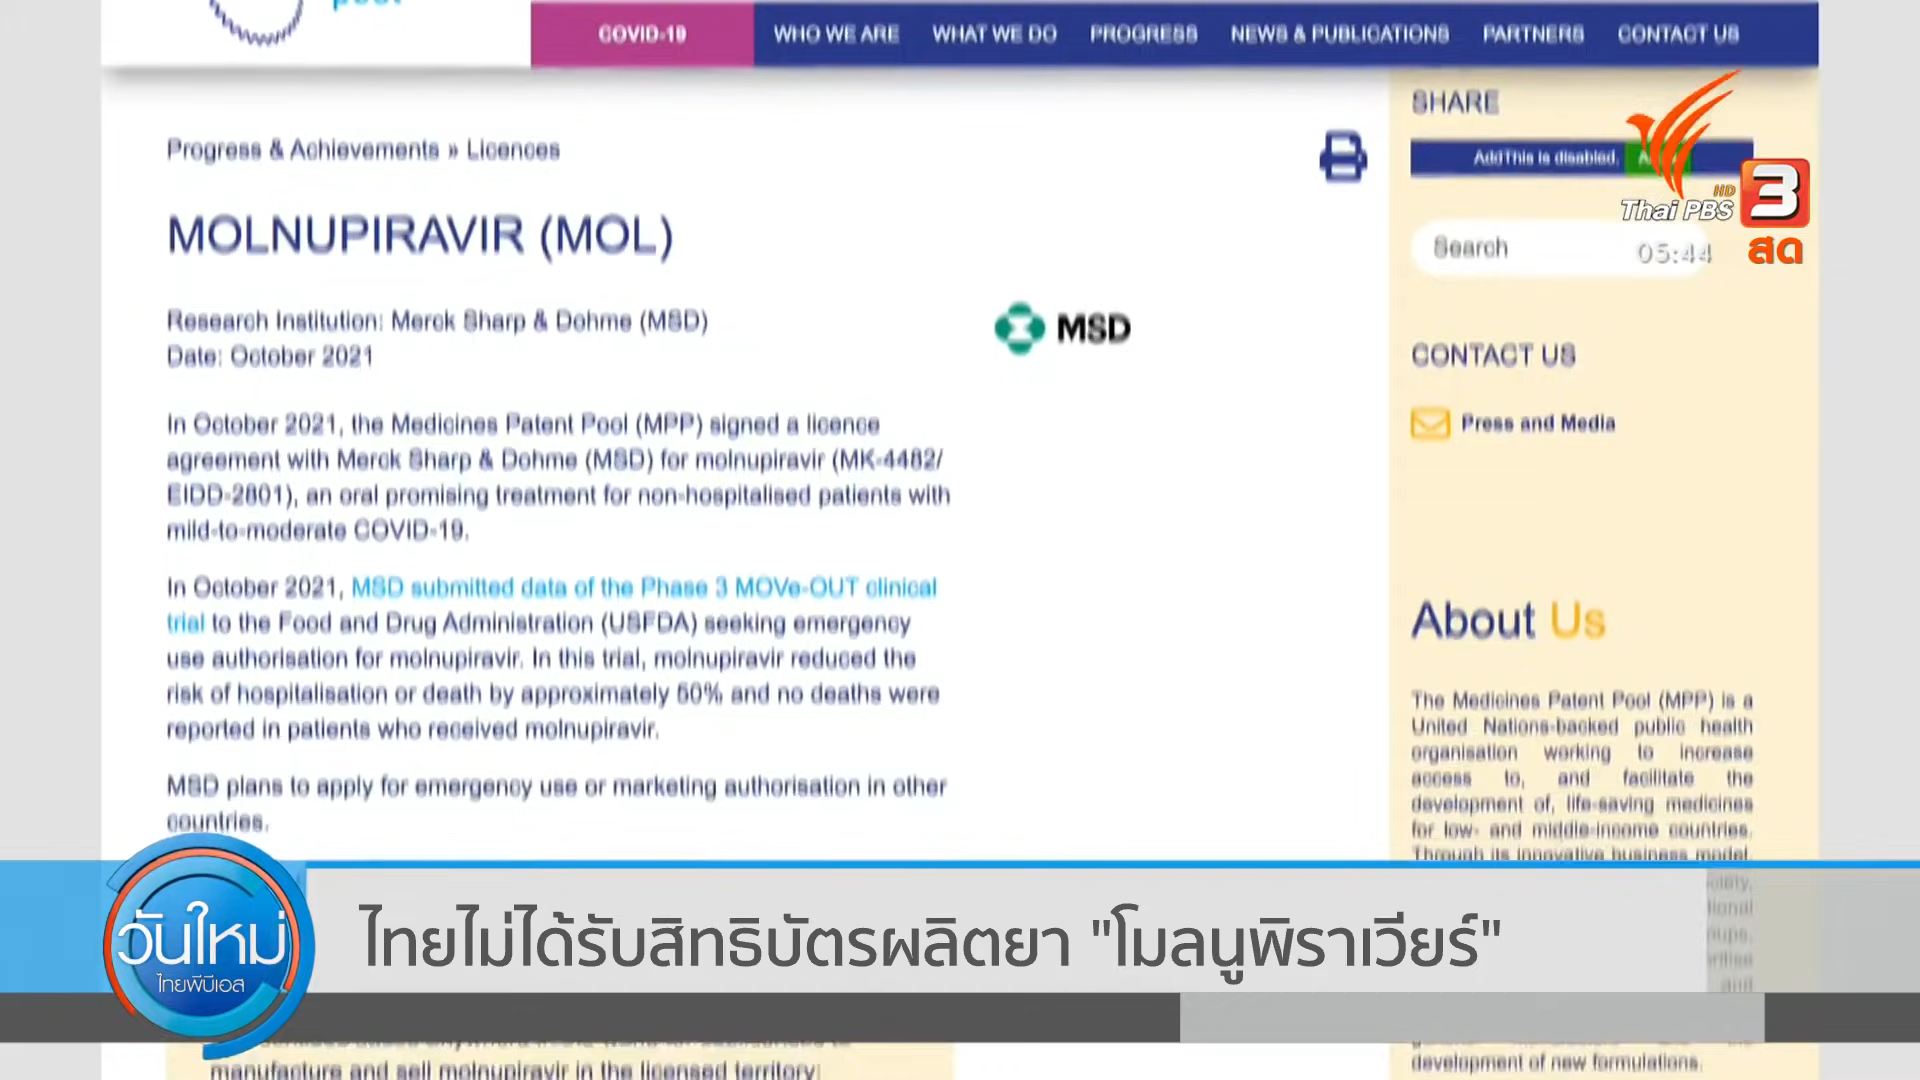 COVID-19 WHO WE ARE WHAT WE DO PROGRESS NEWS & PUBLICATIONS PARTNERS CONTACT US
Progress & Achievements » Licences
MOLNUPIRAVIR (MOL)
Research Institution: Merck Sharp & Dohme (MSD)
Date: October 2021
MSD
In October 2021, the Medicines Patent Pool (MPP) signed a licence
agreement with Merck Sharp & Dohme (MSD) for molnupiravir (MK-4482/
EIDD-2801), an oral promising treatment for non-hospitalised patients with
mild-to-moderate COVID-19.
In October 2021, MSD submitted data of the Phase 3 MOVe-OUT clinical
trial to the Food and Drug Administration (USFDA) seeking emergency
use authorisation for molnupiravir. In this trial, molnupiravir reduced the
risk of hospitalisation or death by approximately 50% and no deaths were
reported in patients who received molnupiravir.
MSD plans to apply for emergency use or marketing authorisation in other
countries.
manufacture and sell molnupiravir in the licensed territory;
SHARE
AddThis is disabled.
Thai PBS HD 3
Search
05:44 สด
CONTACT US
Press and Media
About Us
The Medicines Patent Pool (MPP) is a
United Nations-backed public health
organisation working to increase
access to, and facilitate the
development of, life-saving medicines
for low- and middle-income countries.
Through its innovative business model,
and
development of new formulations.
วันใหม่
ไทยพีบีเอส
ไทยไม่ได้รับสิทธิบัตรผลิตยา "โมลนูพิราเวียร์"